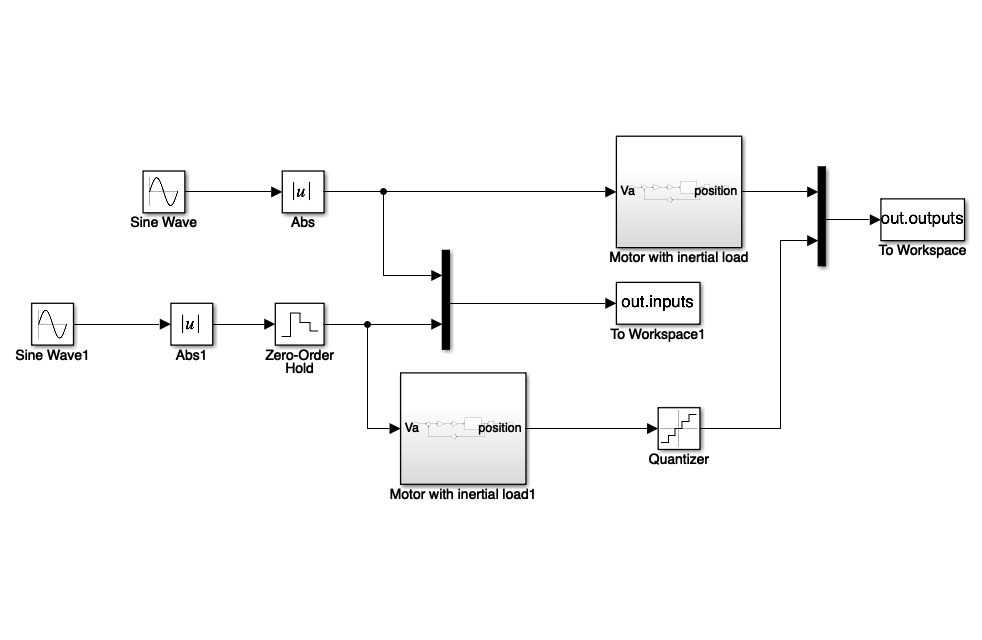 |u|
Sine Wave
Abs
Va
position
Motor with inertial load
out.outputs
To Workspace
|u|
Sine Wave1
Abs1
Zero-Order
Hold
out.inputs
To Workspace1
Va
position
Motor with inertial load1
Quantizer